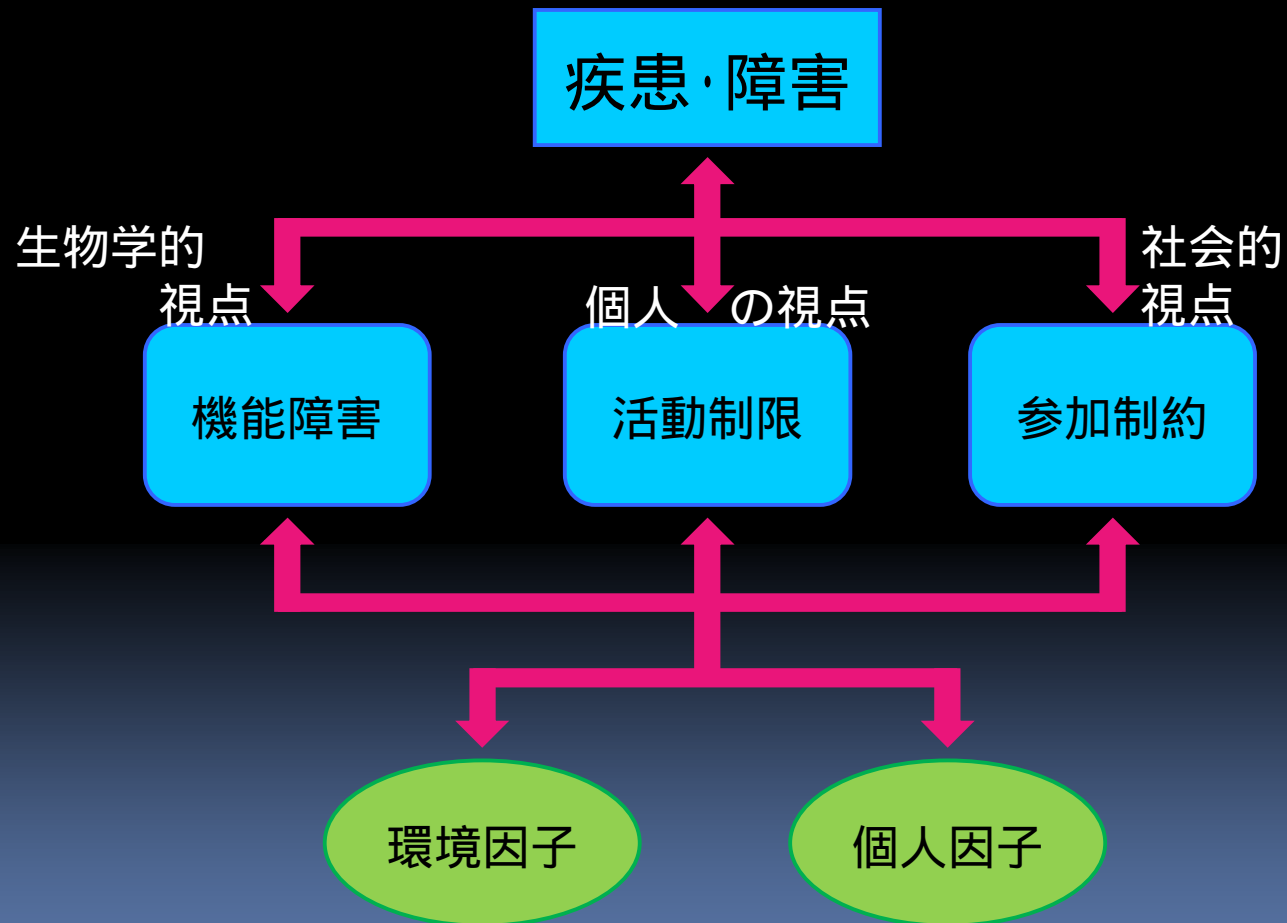 疾患・障害
生物学的
視点
個人 の視点
社会的
視点
機能障害
活動制限
参加制約
環境因子
個人因子